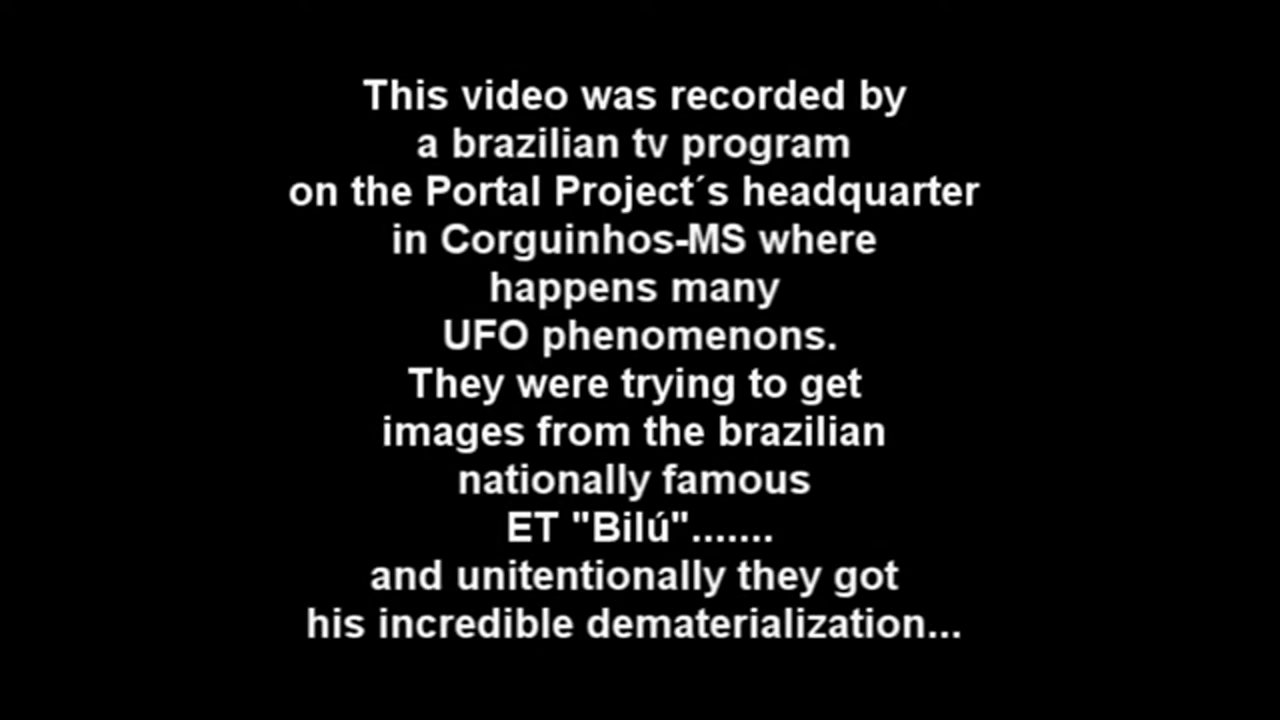 This video was recorded by
a brazilian tv program
on the Portal Project´s headquarter
in Corguinhos-MS where
happens many
UFO phenomenons.
They were trying to get
images from the brazilian
nationally famous
ET "Bilú".......
and unitentionally they got
his incredible dematerialization...